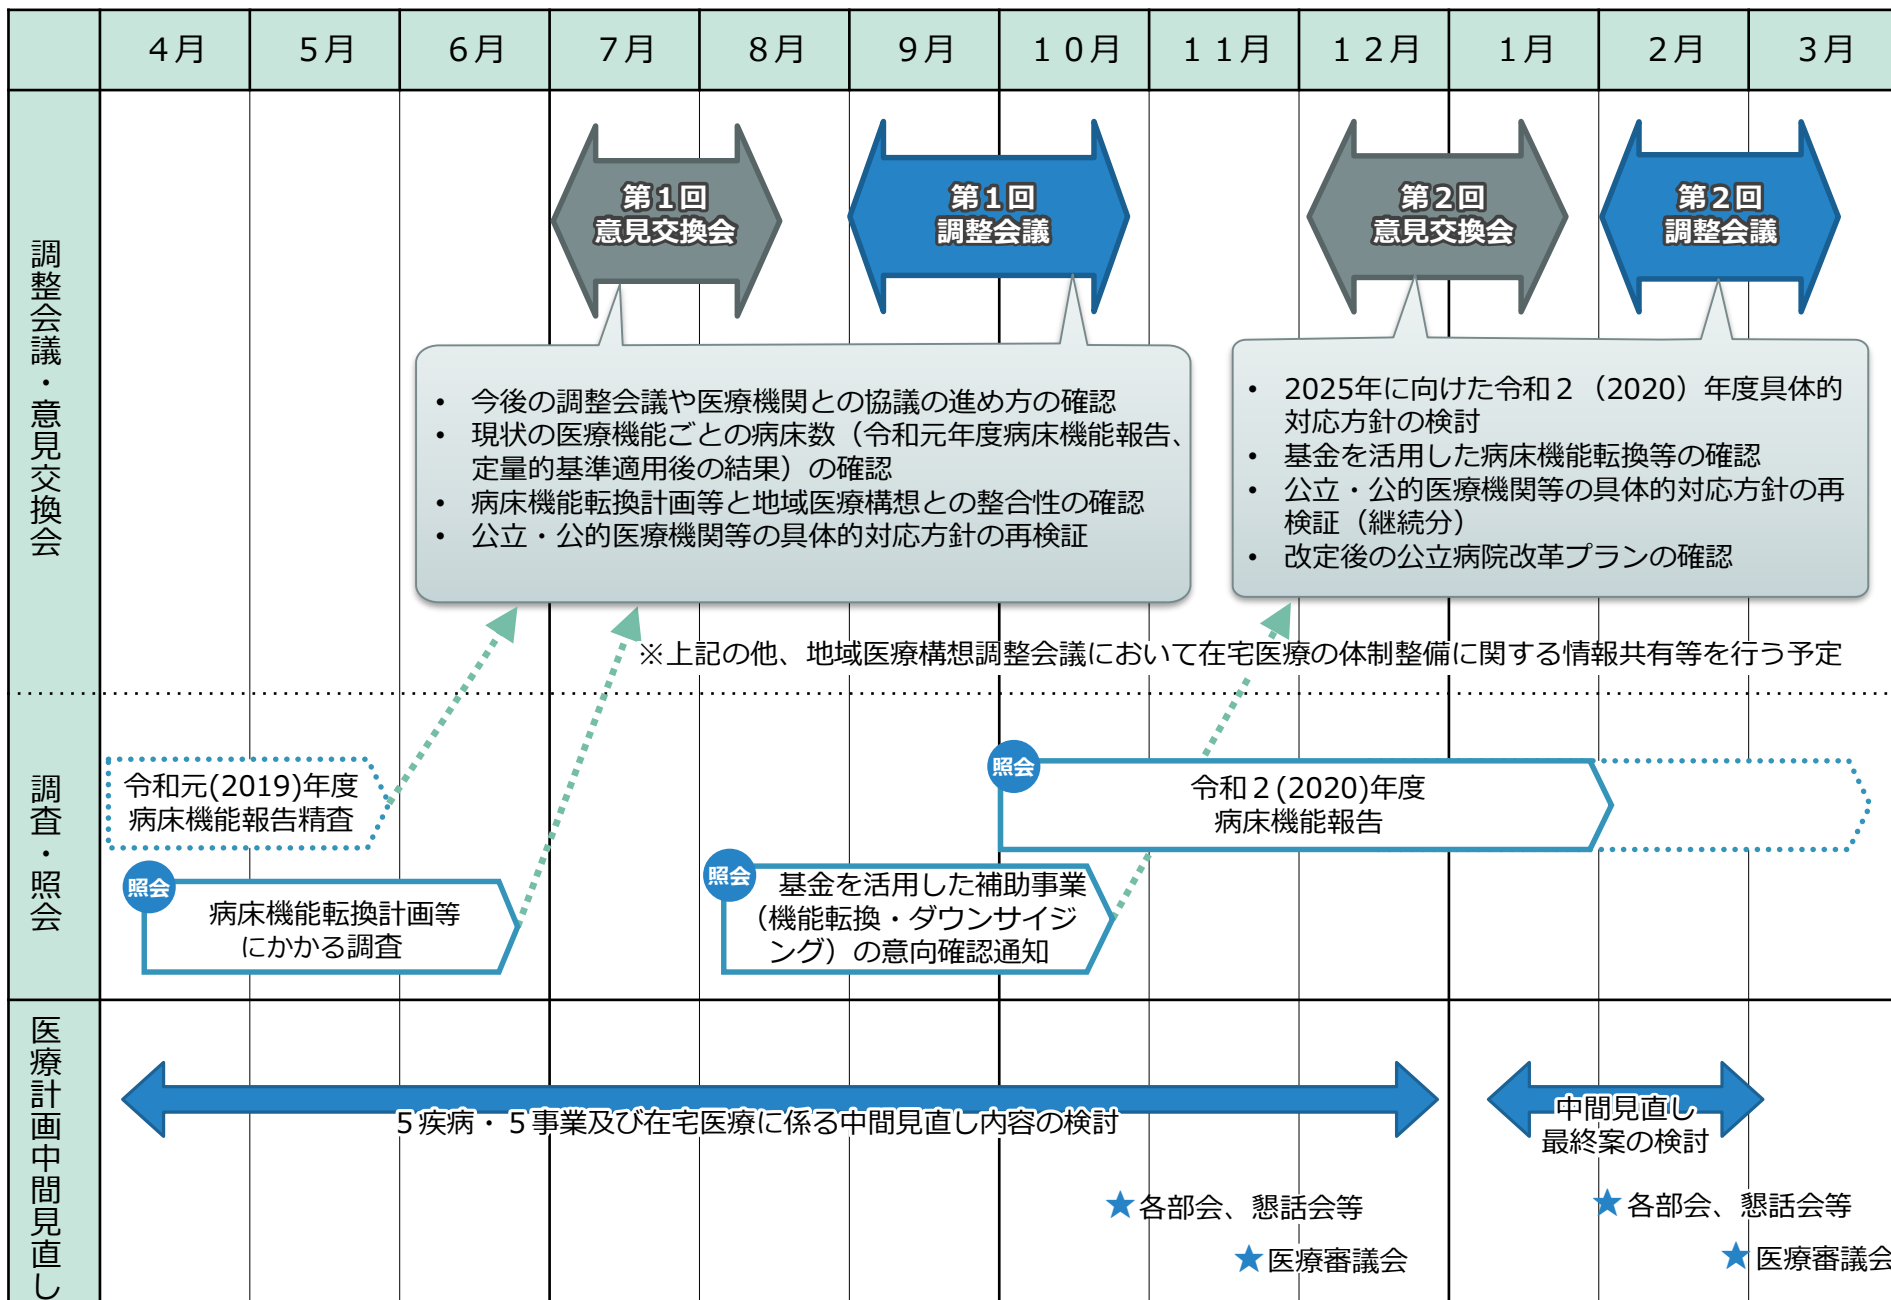 4月 5月 6月 7月 8月 9月 10月 11月 12月 1月 2月 3月
調整会議・意見交換会
第1回
意見交換会
第1回
調整会議
第2回
意見交換会
第2回
調整会議
• 今後の調整会議や医療機関との協議の進め方の確認
• 現状の医療機能ごとの病床数（令和元年度病床機能報告、
定量的基準適用後の結果）の確認
• 病床機能転換計画等と地域医療構想との整合性の確認
• 公立・公的医療機関等の具体的対応方針の再検証
• 2025年に向けた令和２（2020）年度具体的
対応方針の検討
• 基金を活用した病床機能転換等の確認
• 公立・公的医療機関等の具体的対応方針の再
検証（継続分）
• 改定後の公立病院改革プランの確認
※上記の他、地域医療構想調整会議において在宅医療の体制整備に関する情報共有等を行う予定
調査・照会
令和元(2019)年度
病床機能報告精査
照会
病床機能転換計画等
にかかる調査
照会
基金を活用した補助事業
（機能転換・ダウンサイジ
ング）の意向確認通知
照会
令和２(2020)年度
病床機能報告
医療計画中間見直し
５疾病・５事業及び在宅医療に係る中間見直し内容の検討
中間見直し
最終案の検討
★各部会、懇話会等
★医療審議会
★各部会、懇話会等
★医療審議会